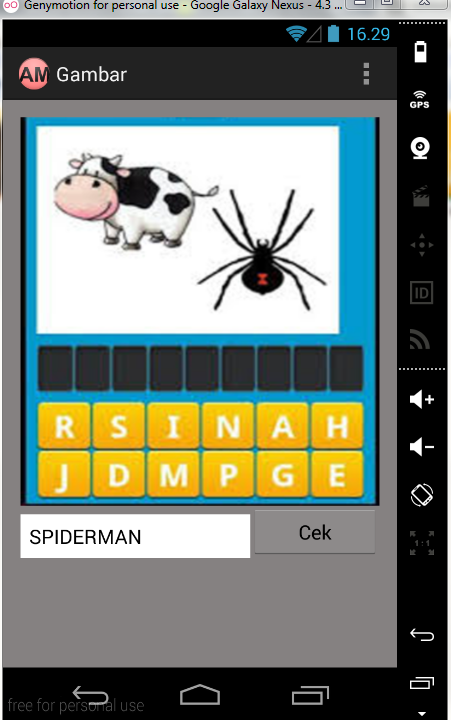 Genymotion for personal use - Google Galaxy Nexus - 4.3 ...
16.29
AM Gambar
GPS
ID
R S I N A H
J D M P G E
SPIDERMAN
Cek
1:1
free for personal use